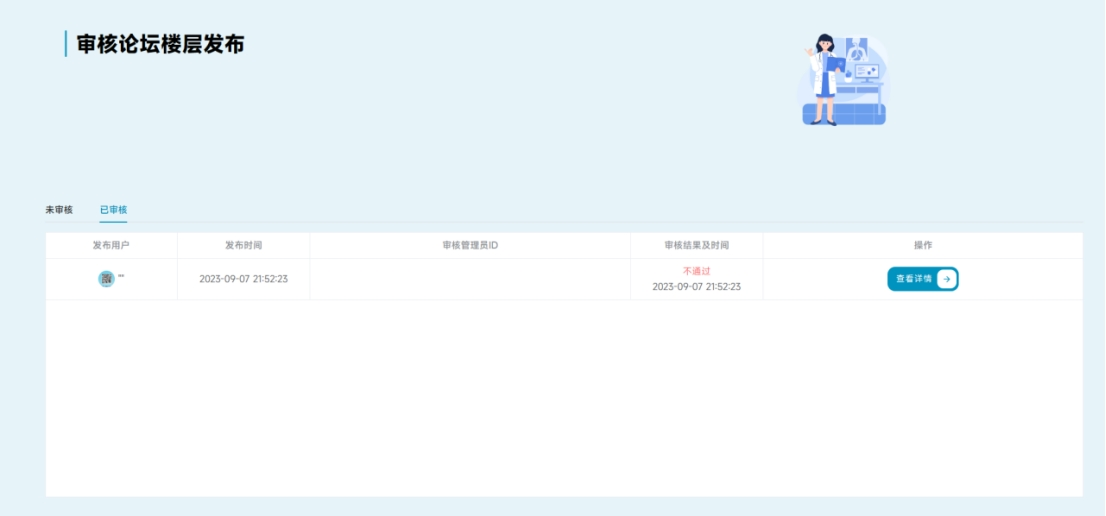 审核论坛楼层发布
未审核 已审核
发布用户 发布时间 审核管理员ID 审核结果及时间 操作
2023-09-07 21:52:23 不通过 查看详情
2023-09-07 21:52:23